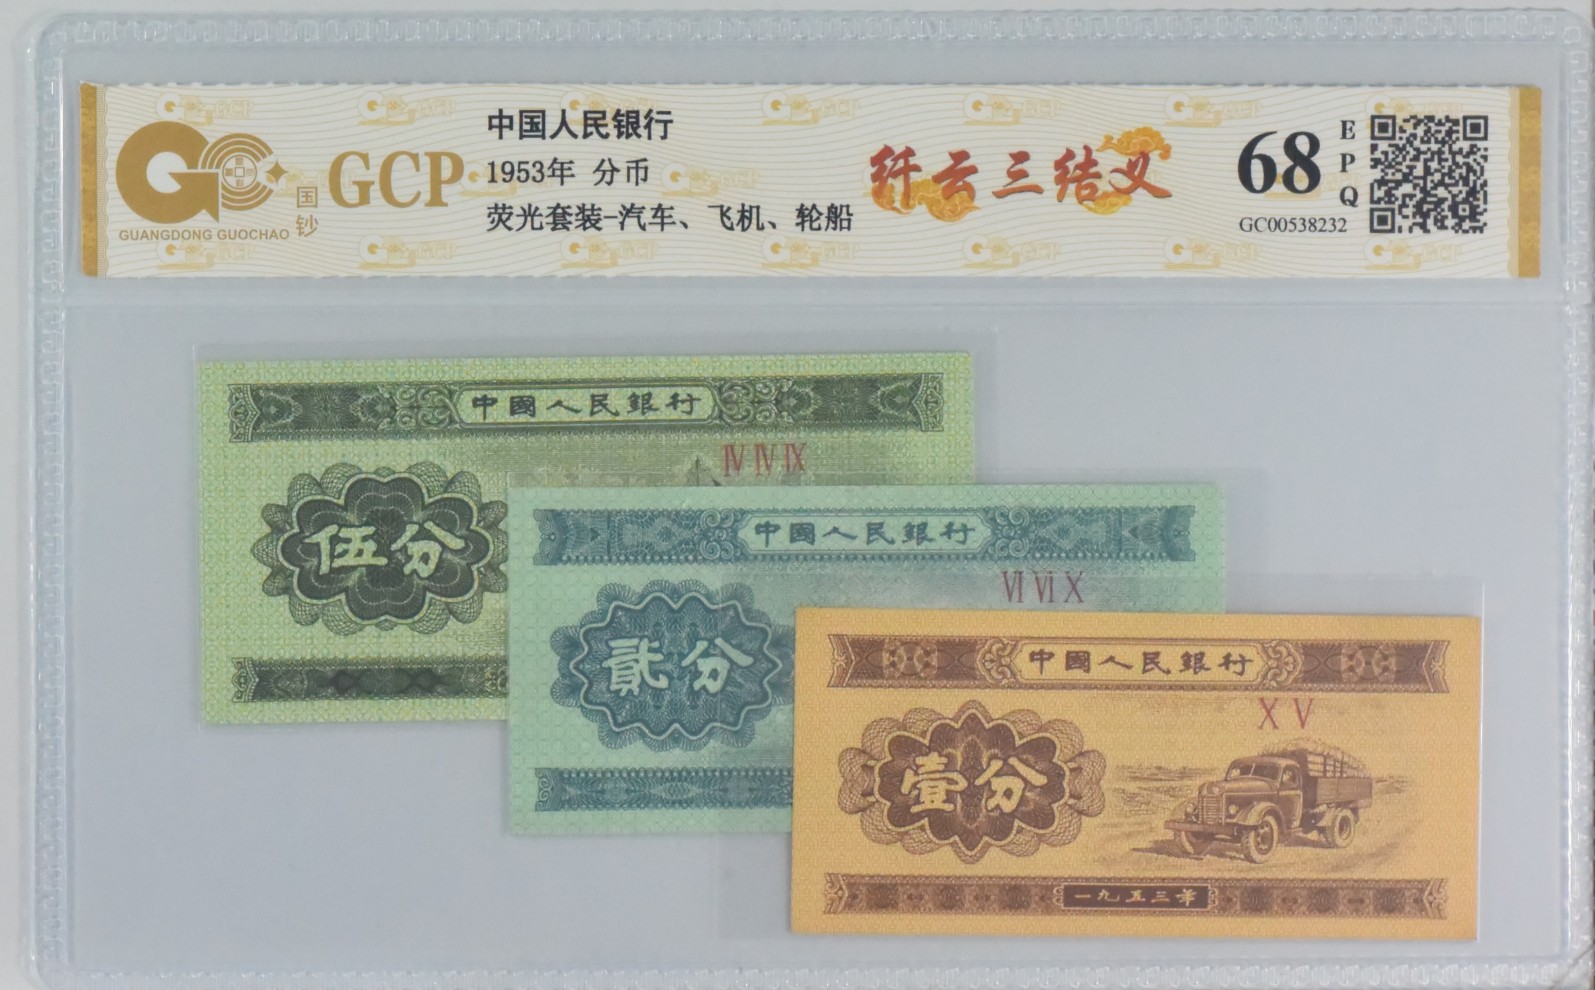 中国人民银行
1953年 分币
荧光套装-汽车、飞机、轮船
GCP
国钞
GUANGDONG GUOCHAO
纤云三结义
68
EPQ
GC00538232
中國人民銀行
IV IV IX
伍分
中國人民銀行
VI VI X
貳分
中國人民銀行
X V
壹分
一九五三年